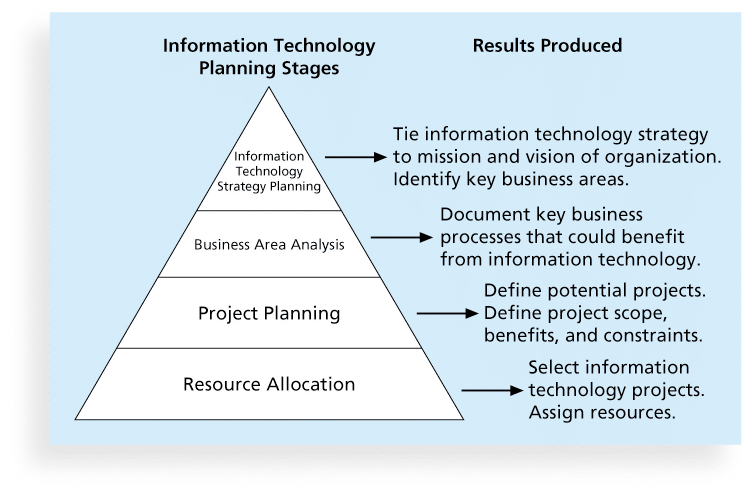 Information Technology
Planning Stages
Results Produced
Information
Technology
Strategy Planning
Tie information technology strategy
to mission and vision of organization.
Identify key business areas.
Business Area Analysis
Document key business
processes that could benefit
from information technology.
Project Planning
Define potential projects.
Define project scope,
benefits, and constraints.
Resource Allocation
Select information
technology projects.
Assign resources.